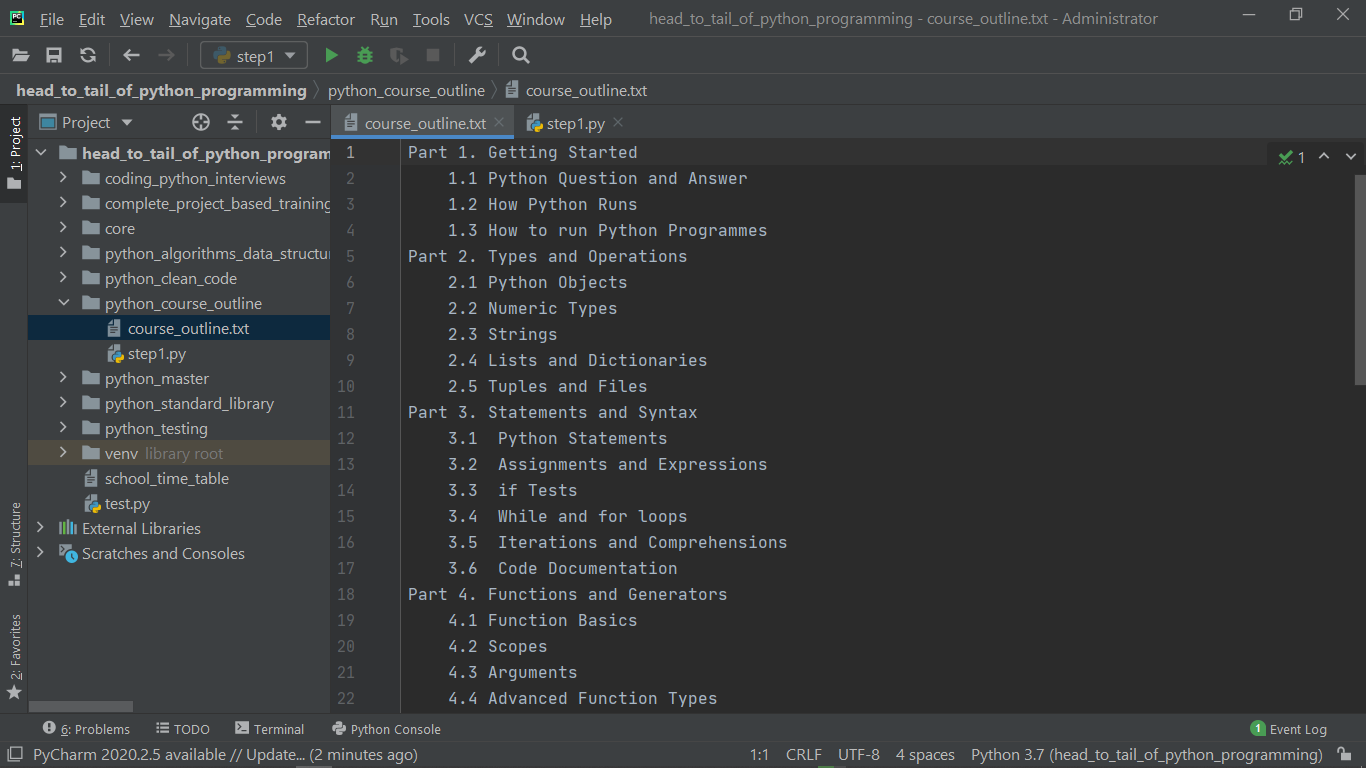 PC File Edit View Navigate Code Refactor Run Tools VCS Window Help head_to_tail_of_python_programming - course_outline.txt - Administrator
step1
head_to_tail_of_python_programming python_course_outline course_outline.txt
1: Project
Project
course_outline.txt
step1.py
head_to_tail_of_python_program
coding_python_interviews
complete_project_based_training
core
python_algorithms_data_structu
python_clean_code
python_course_outline
course_outline.txt
step1.py
python_master
python_standard_library
python_testing
venv library root
school_time_table
test.py
External Libraries
Scratches and Consoles
7: Structure
2: Favorites
1 Part 1. Getting Started
2 1.1 Python Question and Answer
3 1.2 How Python Runs
4 1.3 How to run Python Programmes
5 Part 2. Types and Operations
6 2.1 Python Objects
7 2.2 Numeric Types
8 2.3 Strings
9 2.4 Lists and Dictionaries
10 2.5 Tuples and Files
11 Part 3. Statements and Syntax
12 3.1  Python Statements
13 3.2  Assignments and Expressions
14 3.3  if Tests
15 3.4  While and for loops
16 3.5  Iterations and Comprehensions
17 3.6  Code Documentation
18 Part 4. Functions and Generators
19 4.1 Function Basics
20 4.2 Scopes
21 4.3 Arguments
22 4.4 Advanced Function Types
1
6: Problems TODO Terminal Python Console 1 Event Log
PyCharm 2020.2.5 available // Update... (2 minutes ago) 1:1 CRLF UTF-8 4 spaces Python 3.7 (head_to_tail_of_python_programming)